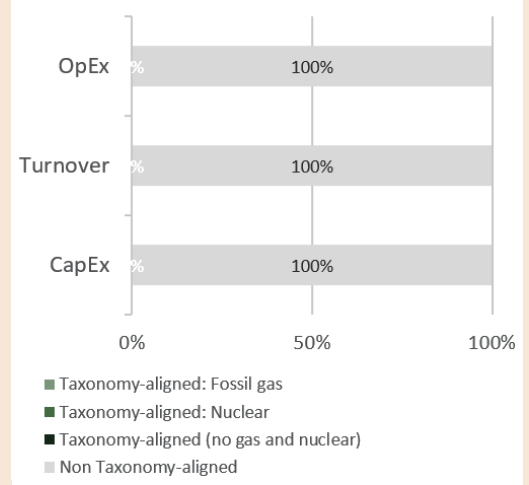 OpEx
% 100%
Turnover
% 100%
CapEx
% 100%
0% 50% 100%
Taxonomy-aligned: Fossil gas
Taxonomy-aligned: Nuclear
Taxonomy-aligned (no gas and nuclear)
Non Taxonomy-aligned